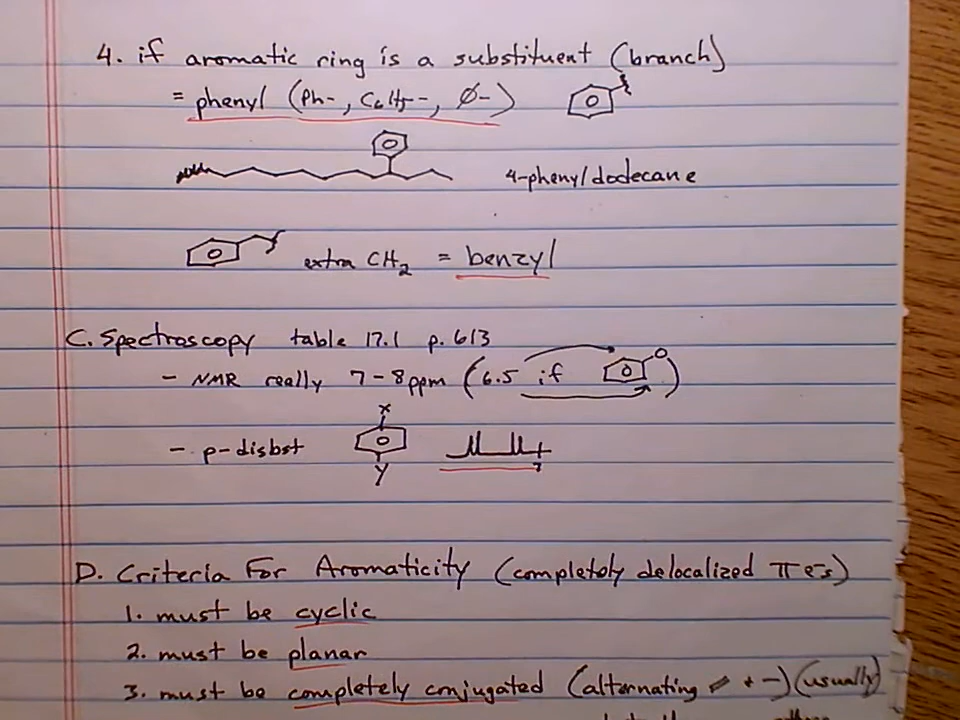 4. if aromatic ring is a substituent (branch)
= phenyl (Ph-, C6H5-, Ø-)
4-phenyldodecane
extra CH2 = benzyl
C. Spectroscopy table 17.1 p. 613
- NMR really 7-8 ppm (6.5 if O)
- p-disbst X Y 7
D. Criteria For Aromaticity (completely delocalized π e-s)
1. must be cyclic
2. must be planar
3. must be completely conjugated (alternating = + -) (usually)